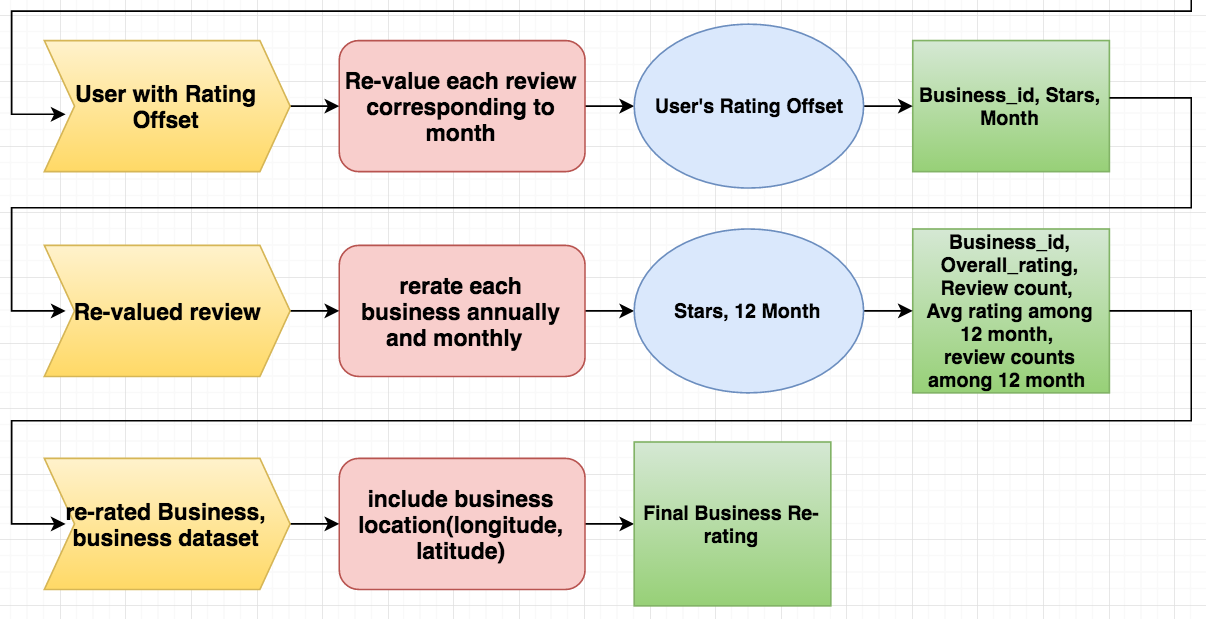 User with Rating
Offset
Re-value each review
corresponding to
month
User's Rating Offset
Business_id, Stars,
Month
Re-valued review
rerate each
business annually
and monthly
Stars, 12 Month
Business_id,
Overall_rating,
Review count,
Avg rating among
12 month,
review counts
among 12 month
re-rated Business,
business dataset
include business
location(longitude,
latitude)
Final Business Re-
rating